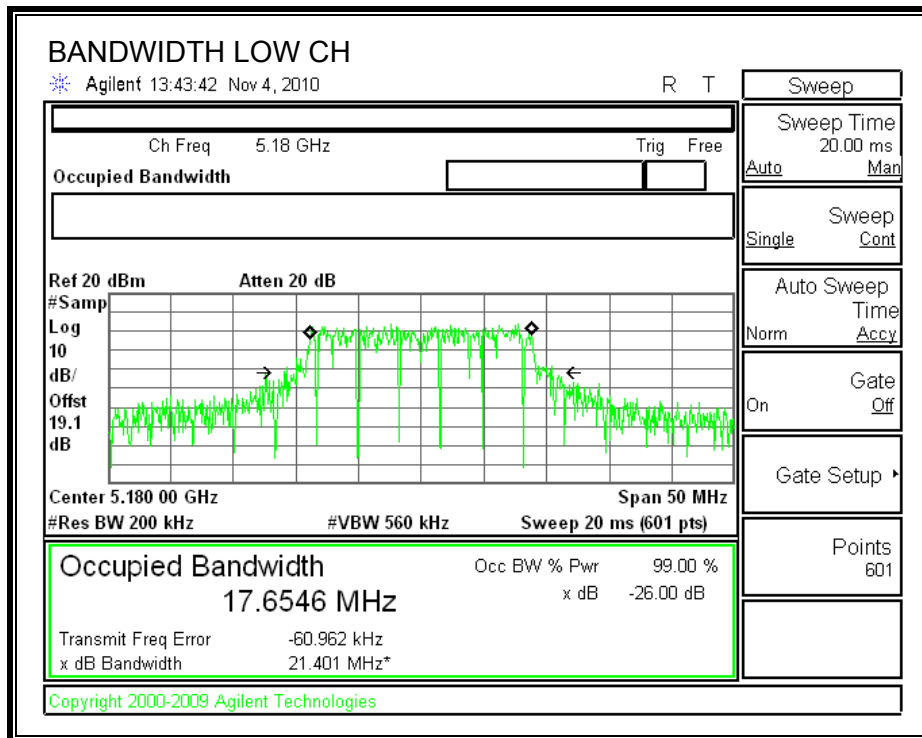 BANDWIDTH LOW CH
Agilent 13:43:42 Nov 4, 2010 R T
Sweep
Ch Freq 5.18 GHz Trig Free
Occupied Bandwidth
Sweep Time
20.00 ms
Auto Man
Sweep
Single Cont
Auto Sweep
Time
Norm Accy
Gate
On Off
Gate Setup
Points
601
Ref 20 dBm Atten 20 dB
#Samp
Log
10
dB/
Offst
19.1
dB
Center 5.180 00 GHz Span 50 MHz
#Res BW 200 kHz #VBW 560 kHz Sweep 20 ms (601 pts)
Occupied Bandwidth Occ BW % Pwr 99.00 %
17.6546 MHz x dB -26.00 dB
Transmit Freq Error -60.962 kHz
x dB Bandwidth 21.401 MHz*
Copyright 2000-2009 Agilent Technologies